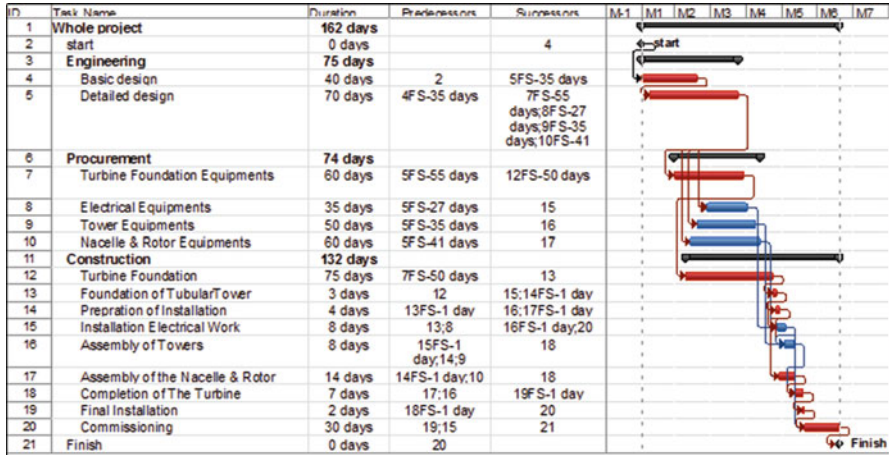 ID Task Name Duration Predecessors Successors M-1 M1 M2 M3 M4 M5 M6 M7
1 Whole project 162 days
2 start 0 days 4 start
3 Engineering 75 days
4 Basic design 40 days 2 5FS-35 days
5 Detailed design 70 days 4FS-35 days 7FS-55
days;8FS-27
days;9FS-35
days;10FS-41
6 Procurement 74 days
7 Turbine Foundation Equipments 60 days 5FS-55 days 12FS-50 days
8 Electrical Equipments 35 days 5FS-27 days 15
9 Tower Equipments 50 days 5FS-35 days 16
10 Nacelle & Rotor Equipments 60 days 5FS-41 days 17
11 Construction 132 days
12 Turbine Foundation 75 days 7FS-50 days 13
13 Foundation of TubularTower 3 days 12 15;14FS-1 day
14 Prepration of Installation 4 days 13FS-1 day 16;17FS-1 day
15 Installation Electrical Work 8 days 13;8 16FS-1 day;20
16 Assembly of Towers 8 days 15FS-1 18
day;14;9
17 Assembly of the Nacelle & Rotor 14 days 14FS-1 day;10 18
18 Completion of The Turbine 7 days 17;16 19FS-1 day
19 Final Installation 2 days 18FS-1 day 20
20 Commissioning 30 days 19;15 21
21 Finish 0 days 20 Finish